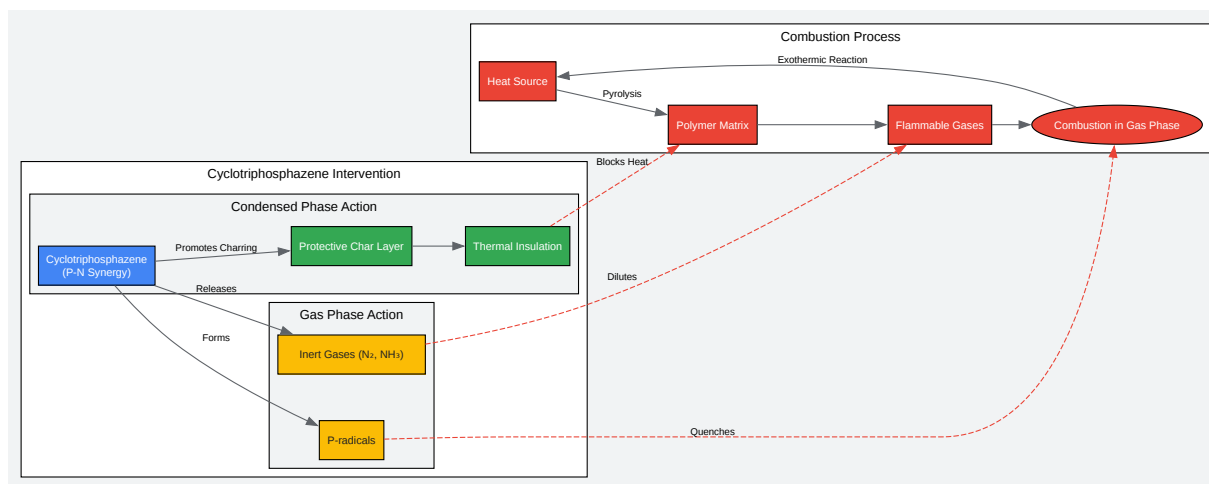 Combustion Process
Exothermic Reaction
Heat Source
Pyrolysis
Polymer Matrix
Flammable Gases
Combustion in Gas Phase
Blocks Heat
Cyclotriphosphazene Intervention
Condensed Phase Action
Promotes Charring
Protective Char Layer
Thermal Insulation
Cyclotriphosphazene
(P-N Synergy)
Releases
Dilutes
Gas Phase Action
Forms
Inert Gases (N₂, NH₃)
P-radicals
Quenches